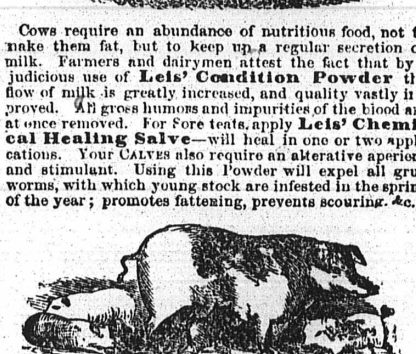 Cows require an abundance of nutritious food, not
make them fat, but to keep up a regular secretion
milk. Farmers and dairymen attest the fact that by
judicious use of Leis' Condition Powder
flow of milk is greatly increased, and quality vastly
proved. All gross humors and impurities of the blood
at once removed. For Sore teats, apply Leis' Chemi
cal Healing Salve—will heal in one or two appl
cations. Your CALVES also require an alterative aperie
and stimulant. Using this Powder will expel all gru
worms, with which young stock are infested in the sprin
of the year; promotes fattening, prevents scouring. &c.